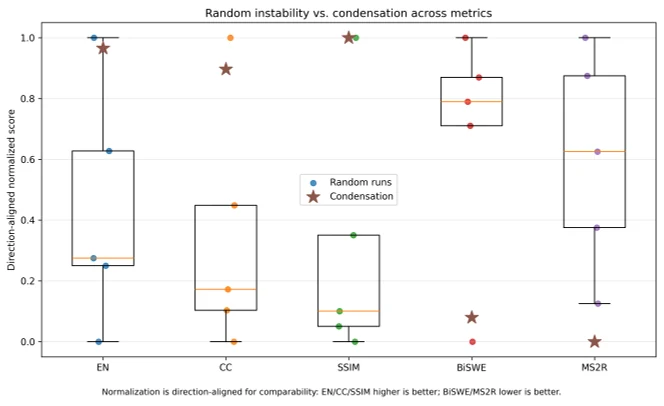 Random instability vs. condensation across metrics
Direction-aligned normalized score
1.0
0.8
0.6
0.4
0.2
0.0
Random runs
Condensation
EN CC SSIM BiSWE MS2R
Normalization is direction-aligned for comparability: EN/CC/SSIM higher is better; BiSWE/MS2R lower is better.